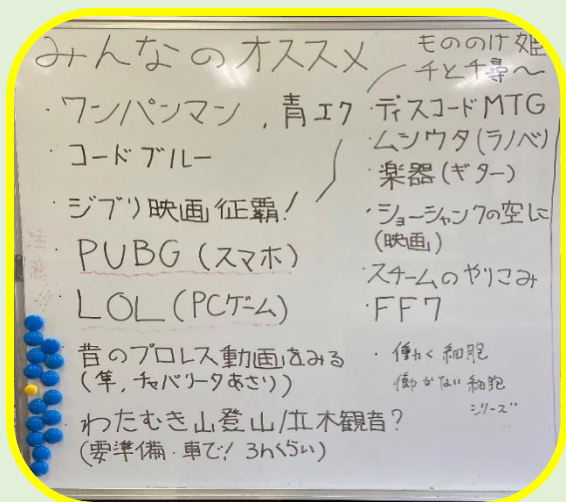 みんなのオススメ
・ワンパンマン , 青エク
・コードブルー
・ジブリ映画征覇!
もののけ姫
千と千尋〜
・PUBG (スマホ)
・LOL (PCゲーム)
・昔のプロレス動画をみる
(隼, チャパリータあさり)
・わたむき山登山/
(要準備・車で! 3hくらい)
・ディスコードMTG
・ムシウタ(ラノベ)
・楽器(ギター)
・ショーシャンクの空に
(映画)
・スチームのやりこみ
・FF7
・働く細胞
働かない細胞
シリーズ